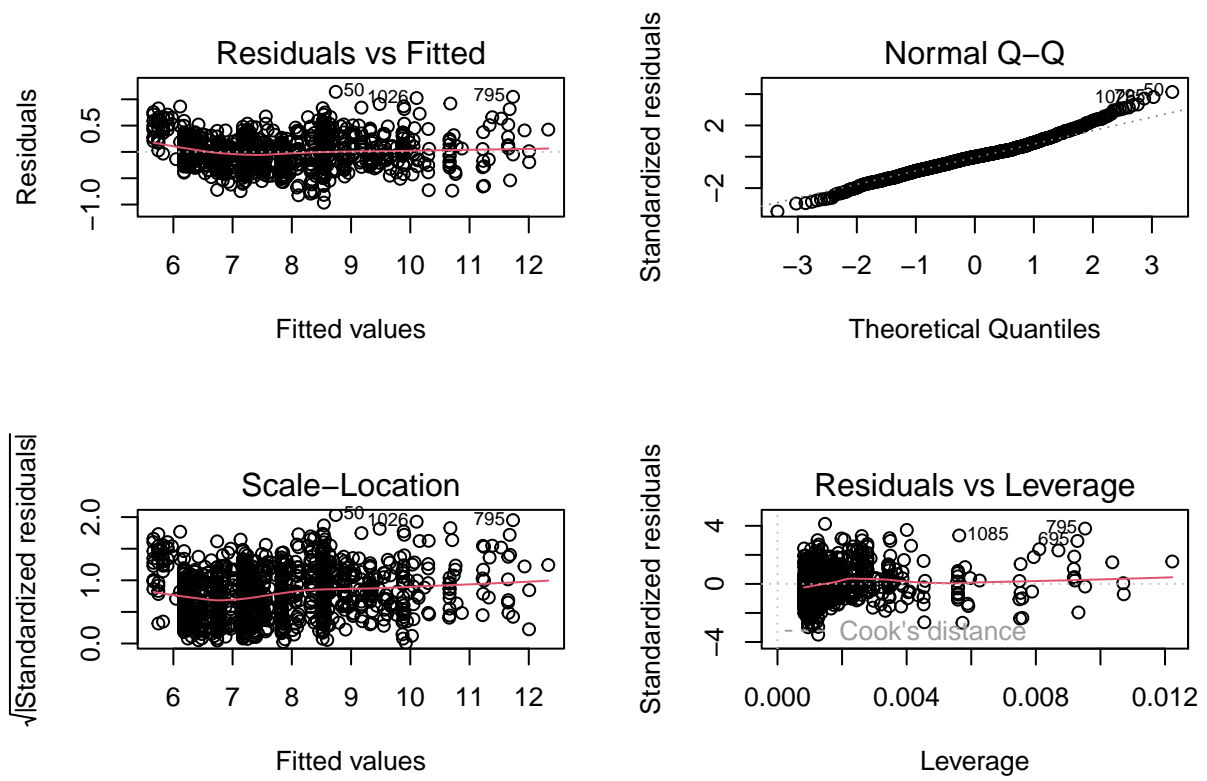 Residuals vs Fitted
Residuals
0.5
−1.0
50
1026
795
6 7 8 9 10 11 12
Fitted values
Normal Q−Q
Standardized residuals
2
−2
50
−3 −2 −1 0 1 2 3
Theoretical Quantiles
Scale−Location
√|Standardized residuals|
2.0
1.0
0.0
50
1026
795
6 7 8 9 10 11 12
Fitted values
Residuals vs Leverage
Standardized residuals
4
0
−4
1085
795
695
Cook's distance
0.000 0.004 0.008 0.012
Leverage